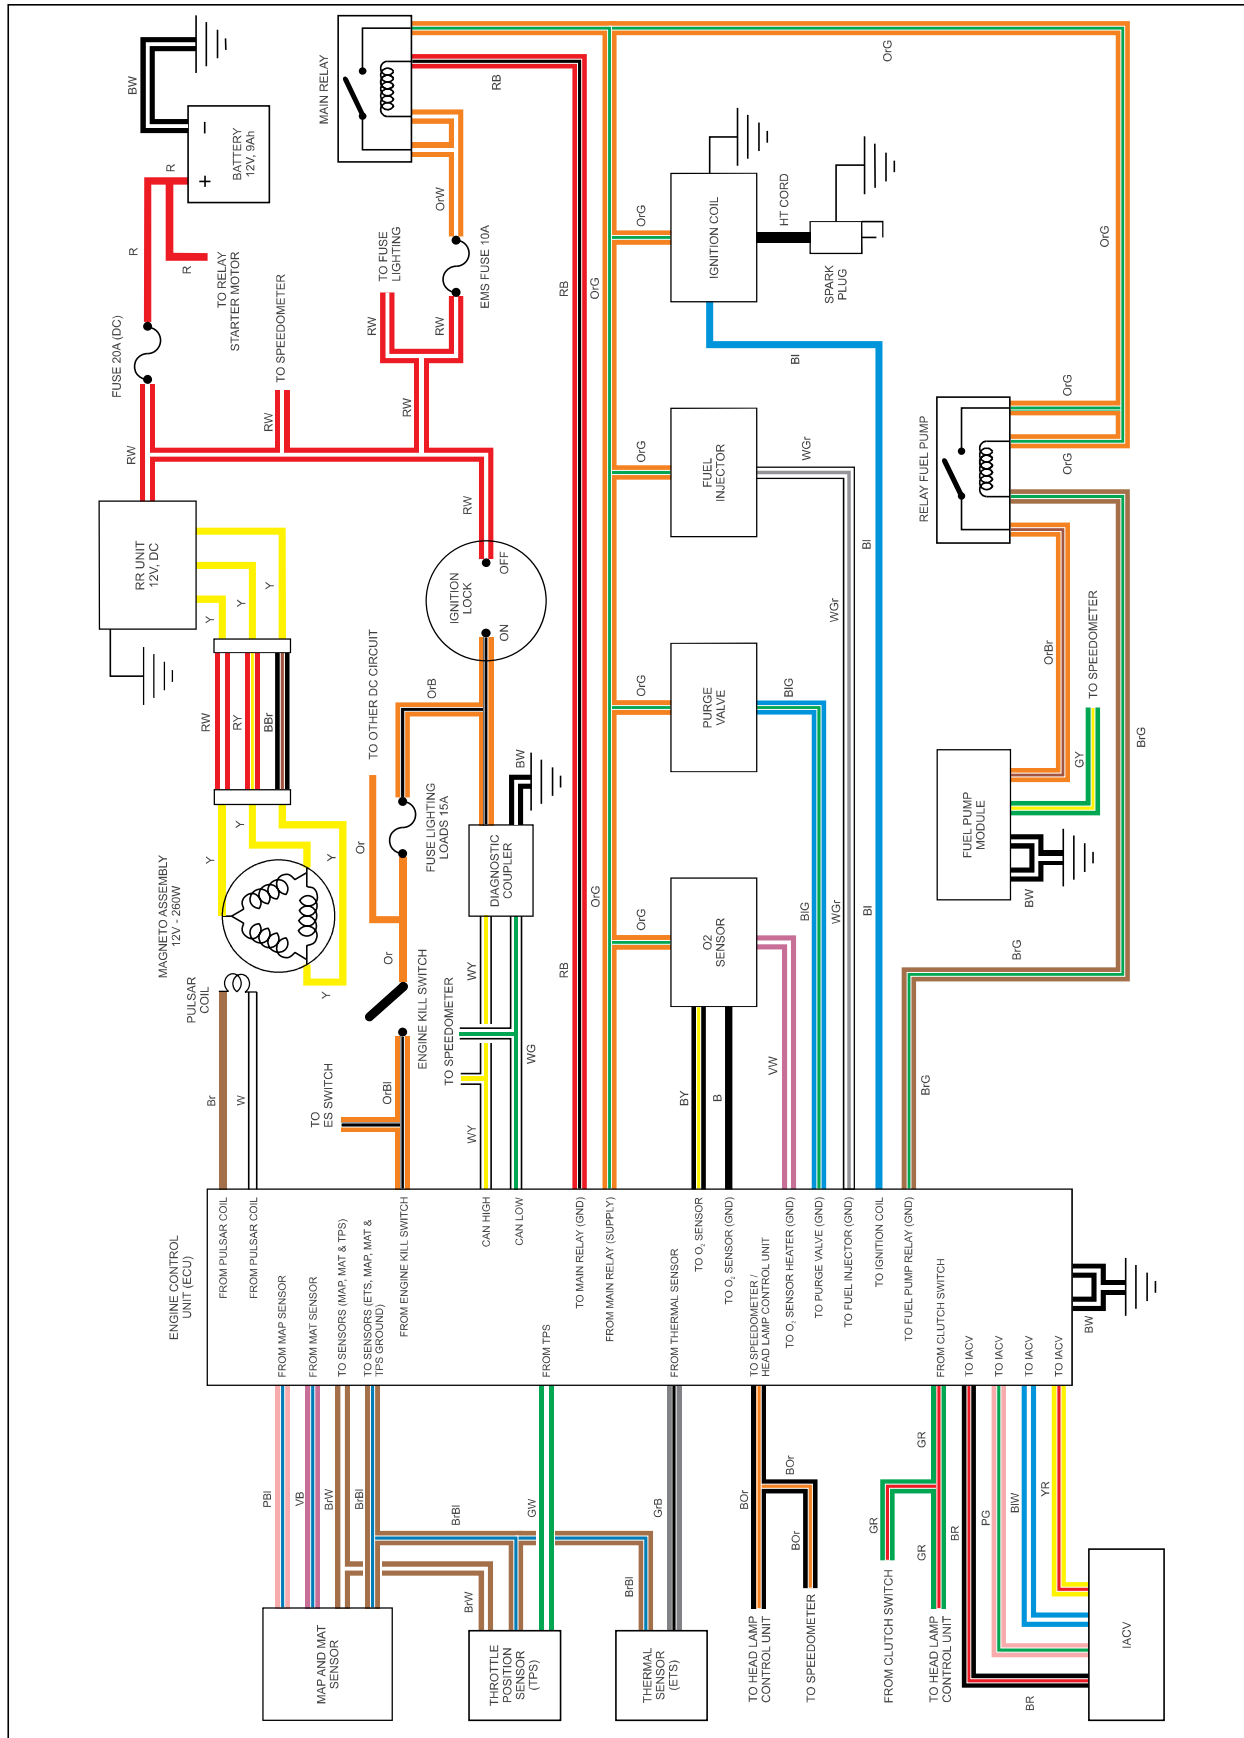 BW
BATTERY
12V, 9Ah
−
+
R
R
R
TO RELAY
STARTER MOTOR
FUSE 20A (DC)
RW
TO SPEEDOMETER
RW
MAIN RELAY
RB
OrG
OrW
TO FUSE
LIGHTING
EMS FUSE 10A
RW
RW
RW
RW
RR UNIT
12V, DC
Y
Y
Y
RW
RY
BBr
IGNITION
LOCK
OFF
ON
TO OTHER DC CIRCUIT
OrB
Or
FUSE LIGHTING
LOADS 15A
MAGNETO ASSEMBLY
12V - 260W
Y
Y
Y
Y
PULSAR
COIL
Br
W
Or
ENGINE KILL SWITCH
TO
ES SWITCH
OrBl
DIAGNOSTIC
COUPLER
BW
WY
TO SPEEDOMETER
WG
WY
RB
OrG
RB
OrG
OrG
IGNITION COIL
HT CORD
SPARK
PLUG
Bl
OrG
FUEL
INJECTOR
WGr
Bl
OrG
PURGE
VALVE
BlG
WGr
OrG
O2
SENSOR
BlG
WGr
Bl
BY
B
VW
OrG
OrG
OrG
RELAY FUEL PUMP
OrBr
TO SPEEDOMETER
GY
BrG
FUEL PUMP
MODULE
BW
BrG
BrG
ENGINE CONTROL
UNIT (ECU)
FROM PULSAR COIL
FROM PULSAR COIL
FROM MAP SENSOR
FROM MAT SENSOR
TO SENSORS (MAP, MAT & TPS)
TO SENSORS (ETS, MAP, MAT &
TPS GROUND)
FROM ENGINE KILL SWITCH
CAN HIGH
CAN LOW
FROM TPS
TO MAIN RELAY (GND)
FROM MAIN RELAY (SUPPLY)
FROM THERMAL SENSOR
TO O2 SENSOR
TO O2 SENSOR (GND)
TO SPEEDOMETER /
HEAD LAMP CONTROL UNIT
TO O2 SENSOR HEATER (GND)
TO PURGE VALVE (GND)
TO FUEL INJECTOR (GND)
TO IGNITION COIL
TO FUEL PUMP RELAY (GND)
FROM CLUTCH SWITCH
TO IACV
TO IACV
TO IACV
TO IACV
BW
PBl
VB
BrW
BrBl
BrBl
GW
BrW
BrBl
GrB
MAP AND MAT
SENSOR
THROTTLE
POSITION
SENSOR
(TPS)
THERMAL
SENSOR
(ETS)
BOr
BOr
BOr
TO HEAD LAMP
CONTROL UNIT
TO SPEEDOMETER
GR
GR
GR
FROM CLUTCH SWITCH
TO HEAD LAMP
CONTROL UNIT
BR
PG
BlW
YR
BR
IACV